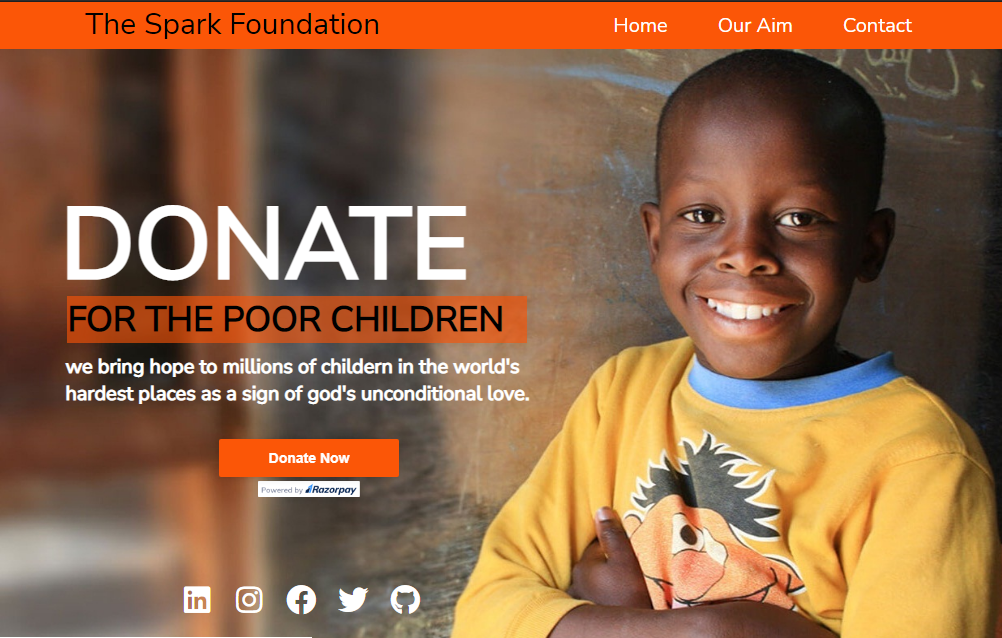 The Spark Foundation
Home
Our Aim
Contact
DONATE
FOR THE POOR CHILDREN
we bring hope to millions of childern in the world's
hardest places as a sign of god's unconditional love.
Donate Now
Powered by Razorpay